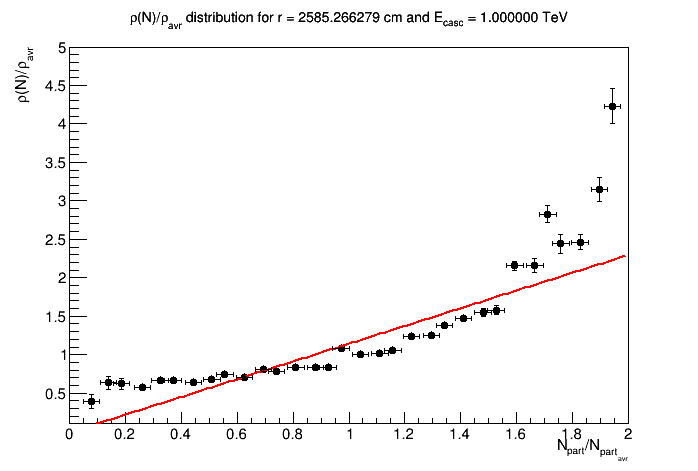 ρ(N)/ρavr distribution for r = 2585.266279 cm and Ecasc = 1.000000 TeV
ρ(N)/ρavr
5
4.5
4
3.5
3
2.5
2
1.5
1
0.5
0 0.2 0.4 0.6 0.8 1 1.2 1.4 1.6 1.8 2
Npart/Npartavr